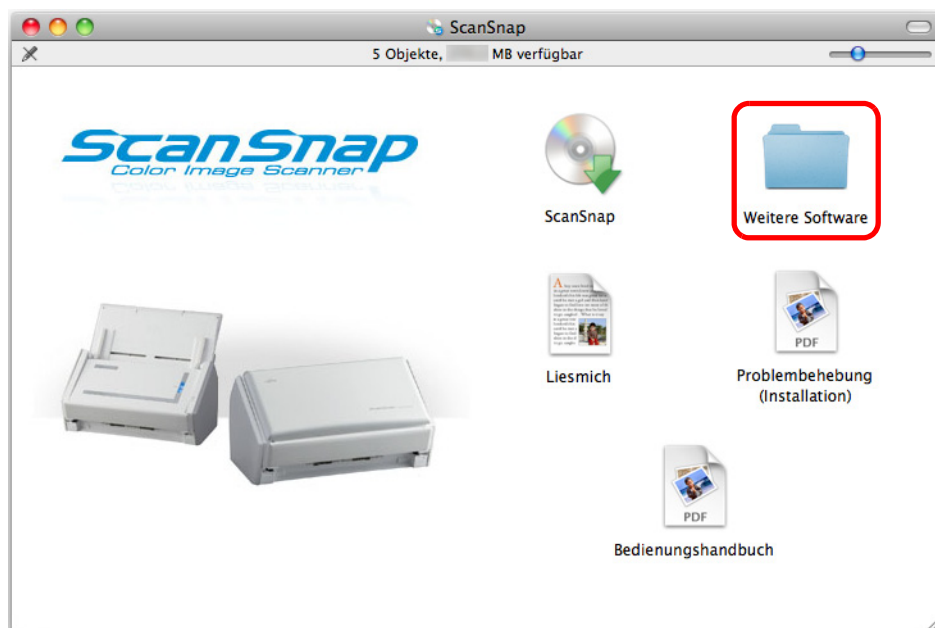 ScanSnap
5 Objekte, MB verfügbar
ScanSnap
Color Image Scanner
ScanSnap
Weitere Software
Liesmich
PDF
Problembehebung
(Installation)
PDF
Bedienungshandbuch